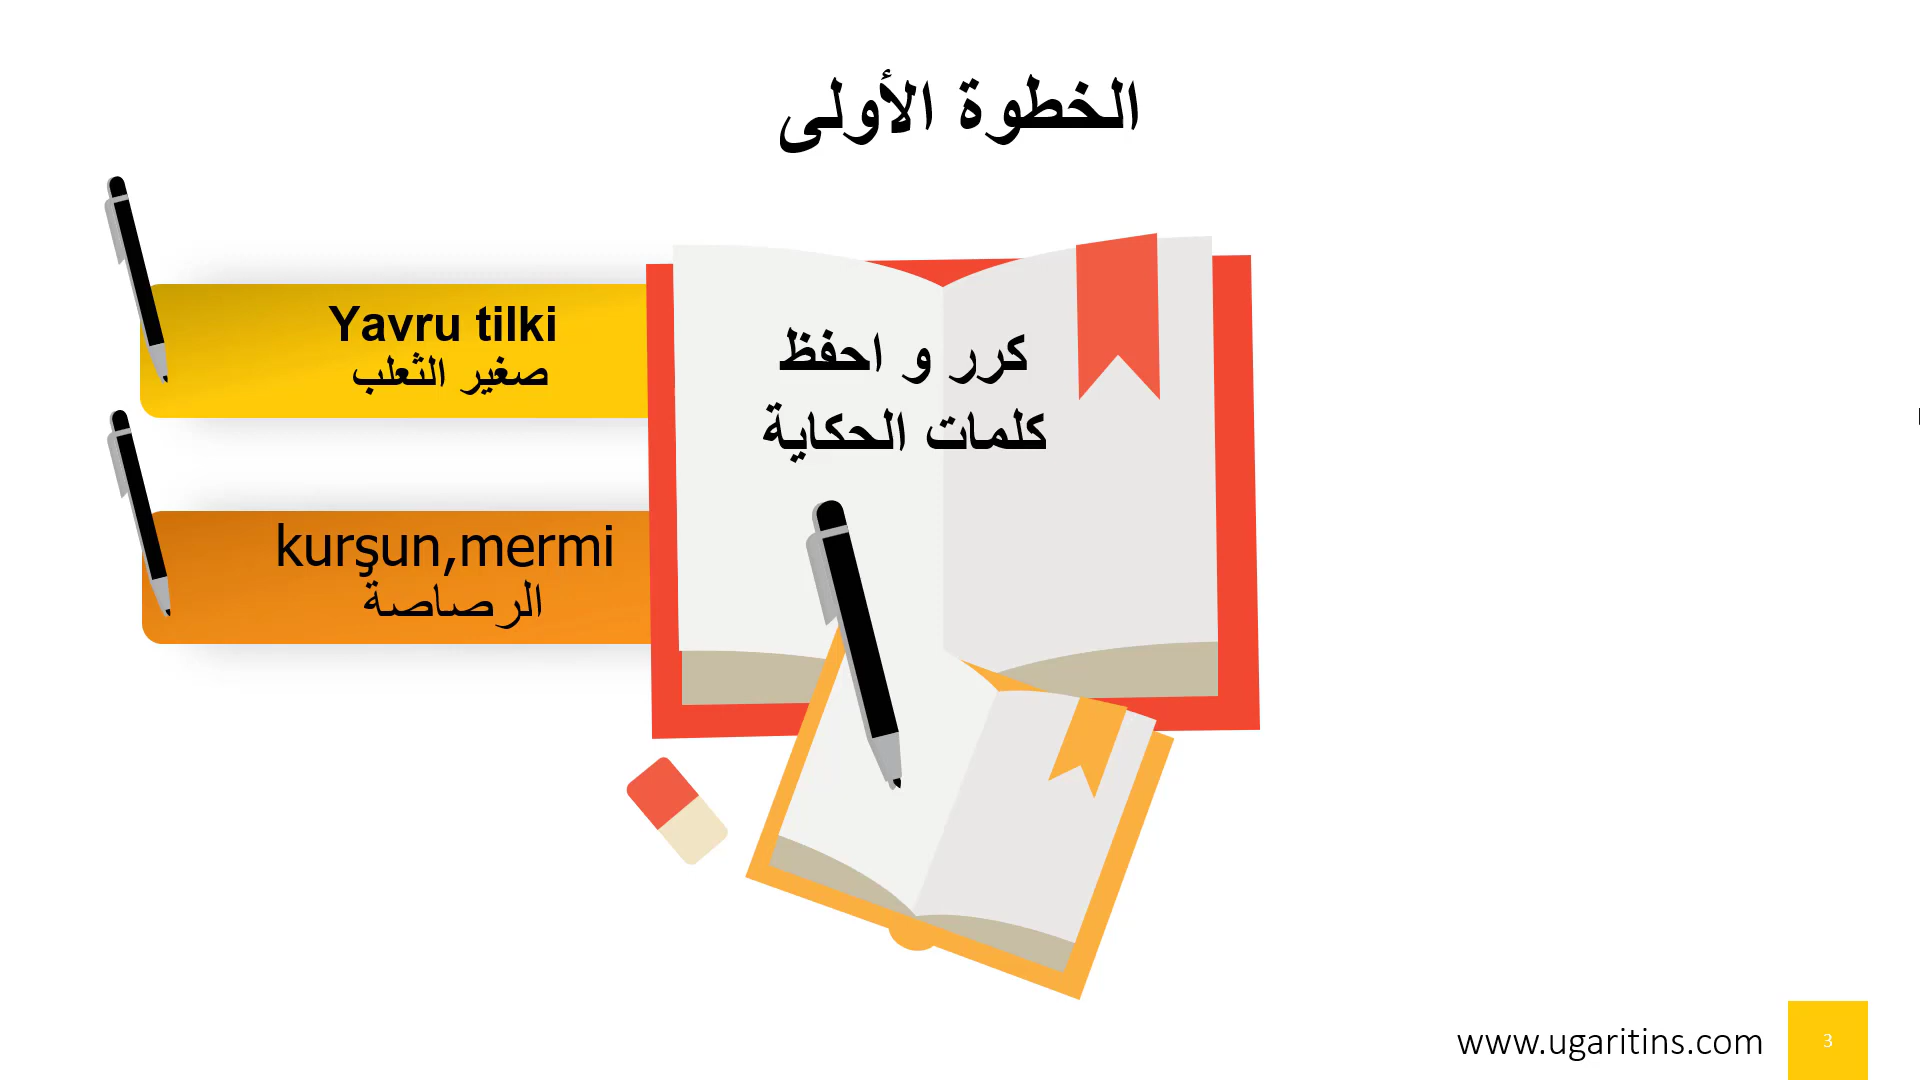 الخطوة الأولى
Yavru tilki
صغير الثعلب
كرر و احفظ
كلمات الحكاية
kurşun,mermi
الرصاصة
www.ugaritins.com
3